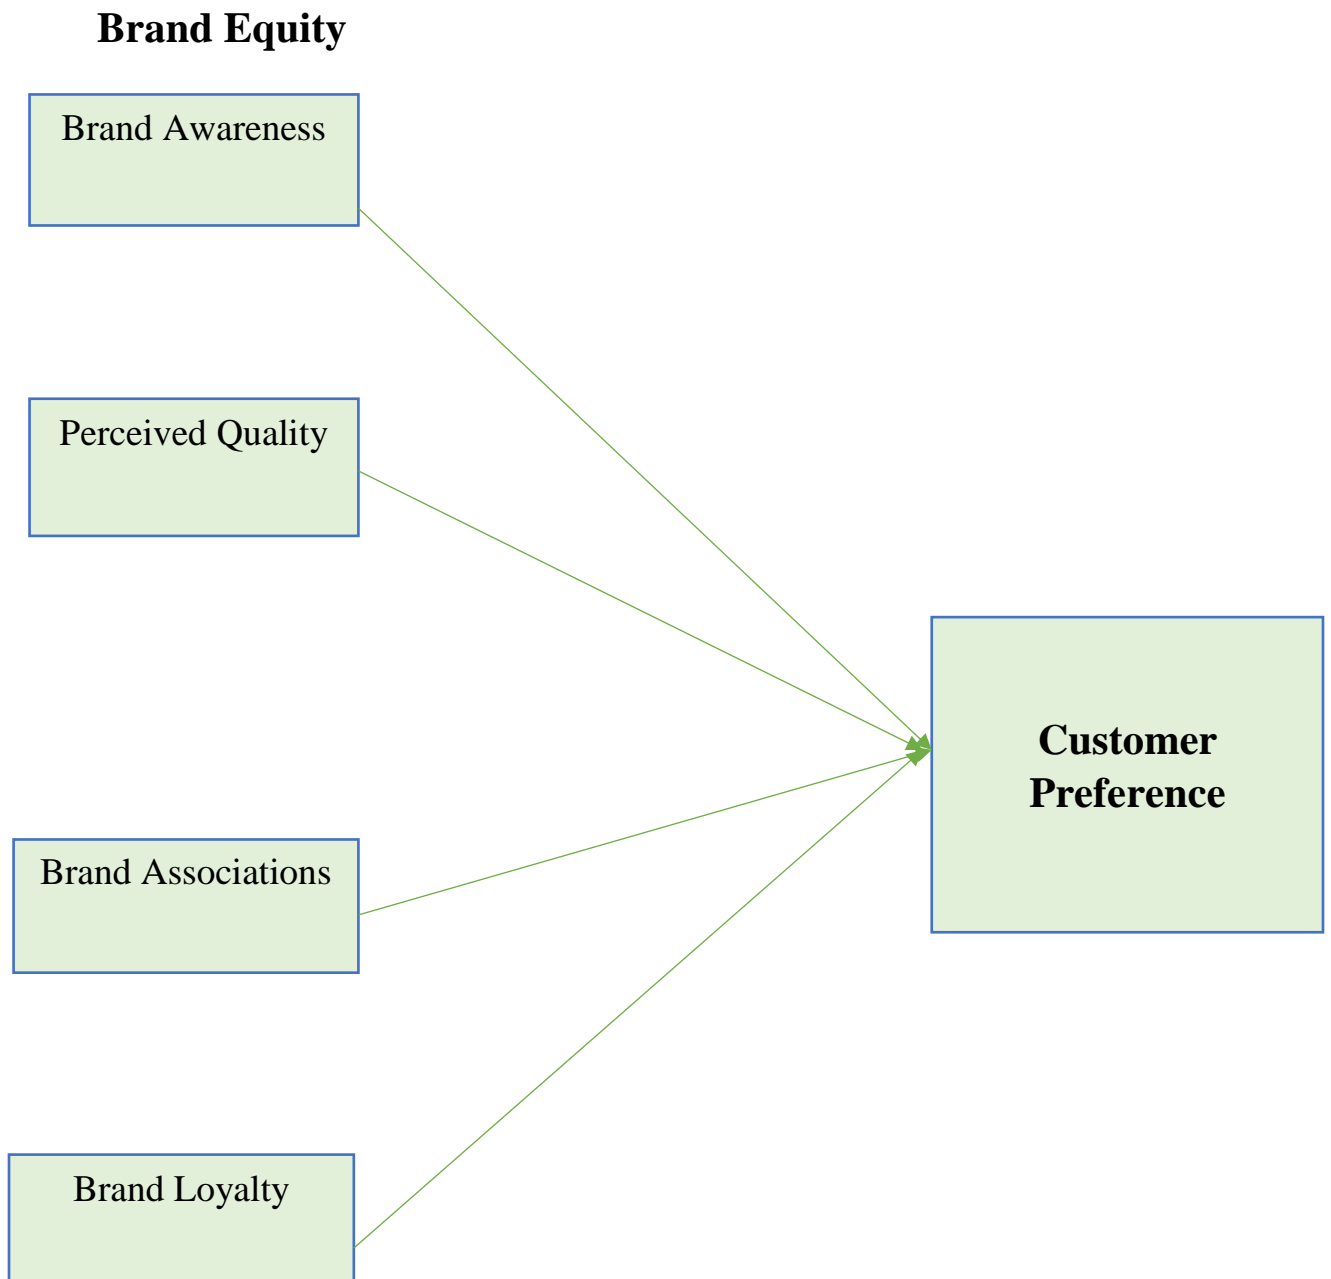 Brand Equity
Brand Awareness
Perceived Quality
Customer
Preference
Brand Associations
Brand Loyalty